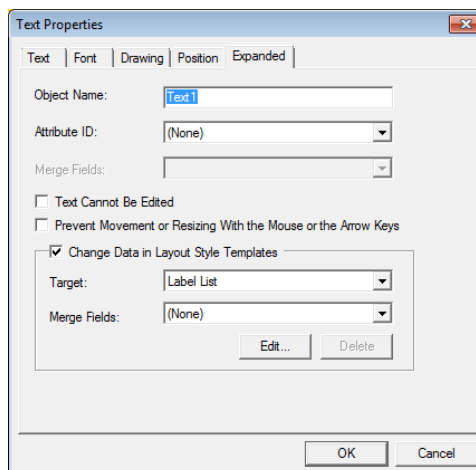 Text Properties
Text Font Drawing Position Expanded
Object Name: Text1
Attribute ID: (None)
Merge Fields:
Text Cannot Be Edited
Prevent Movement or Resizing With the Mouse or the Arrow Keys
Change Data in Layout Style Templates
Target: Label List
Merge Fields: (None)
Edit... Delete
OK Cancel